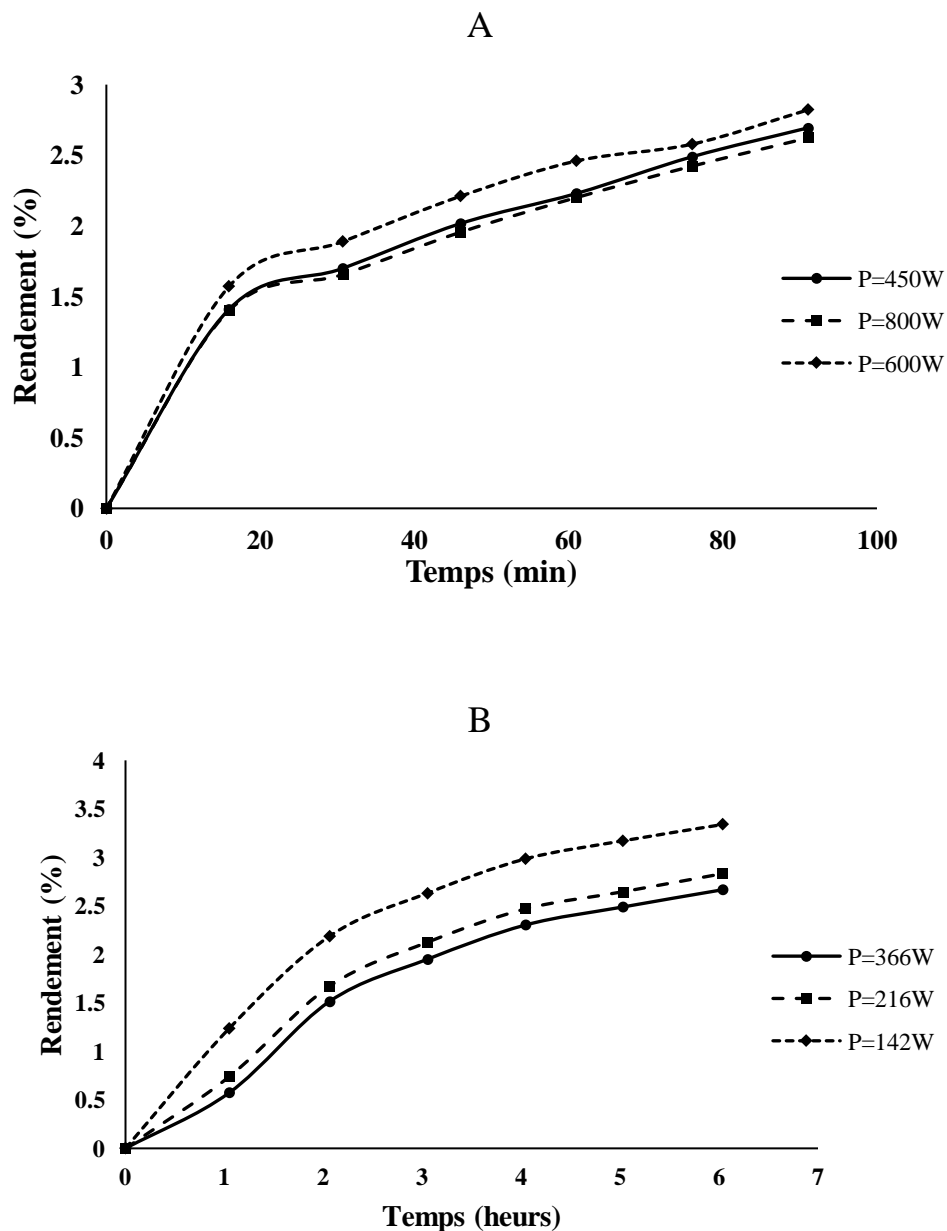 A
3
2.5
2
1.5
1
0.5
0
Rendement (%)
0 20 40 60 80 100
Temps (min)
P=450W
P=800W
P=600W
B
4
3.5
3
2.5
2
1.5
1
0.5
0
Rendement (%)
0 1 2 3 4 5 6 7
Temps (heurs)
P=366W
P=216W
P=142W